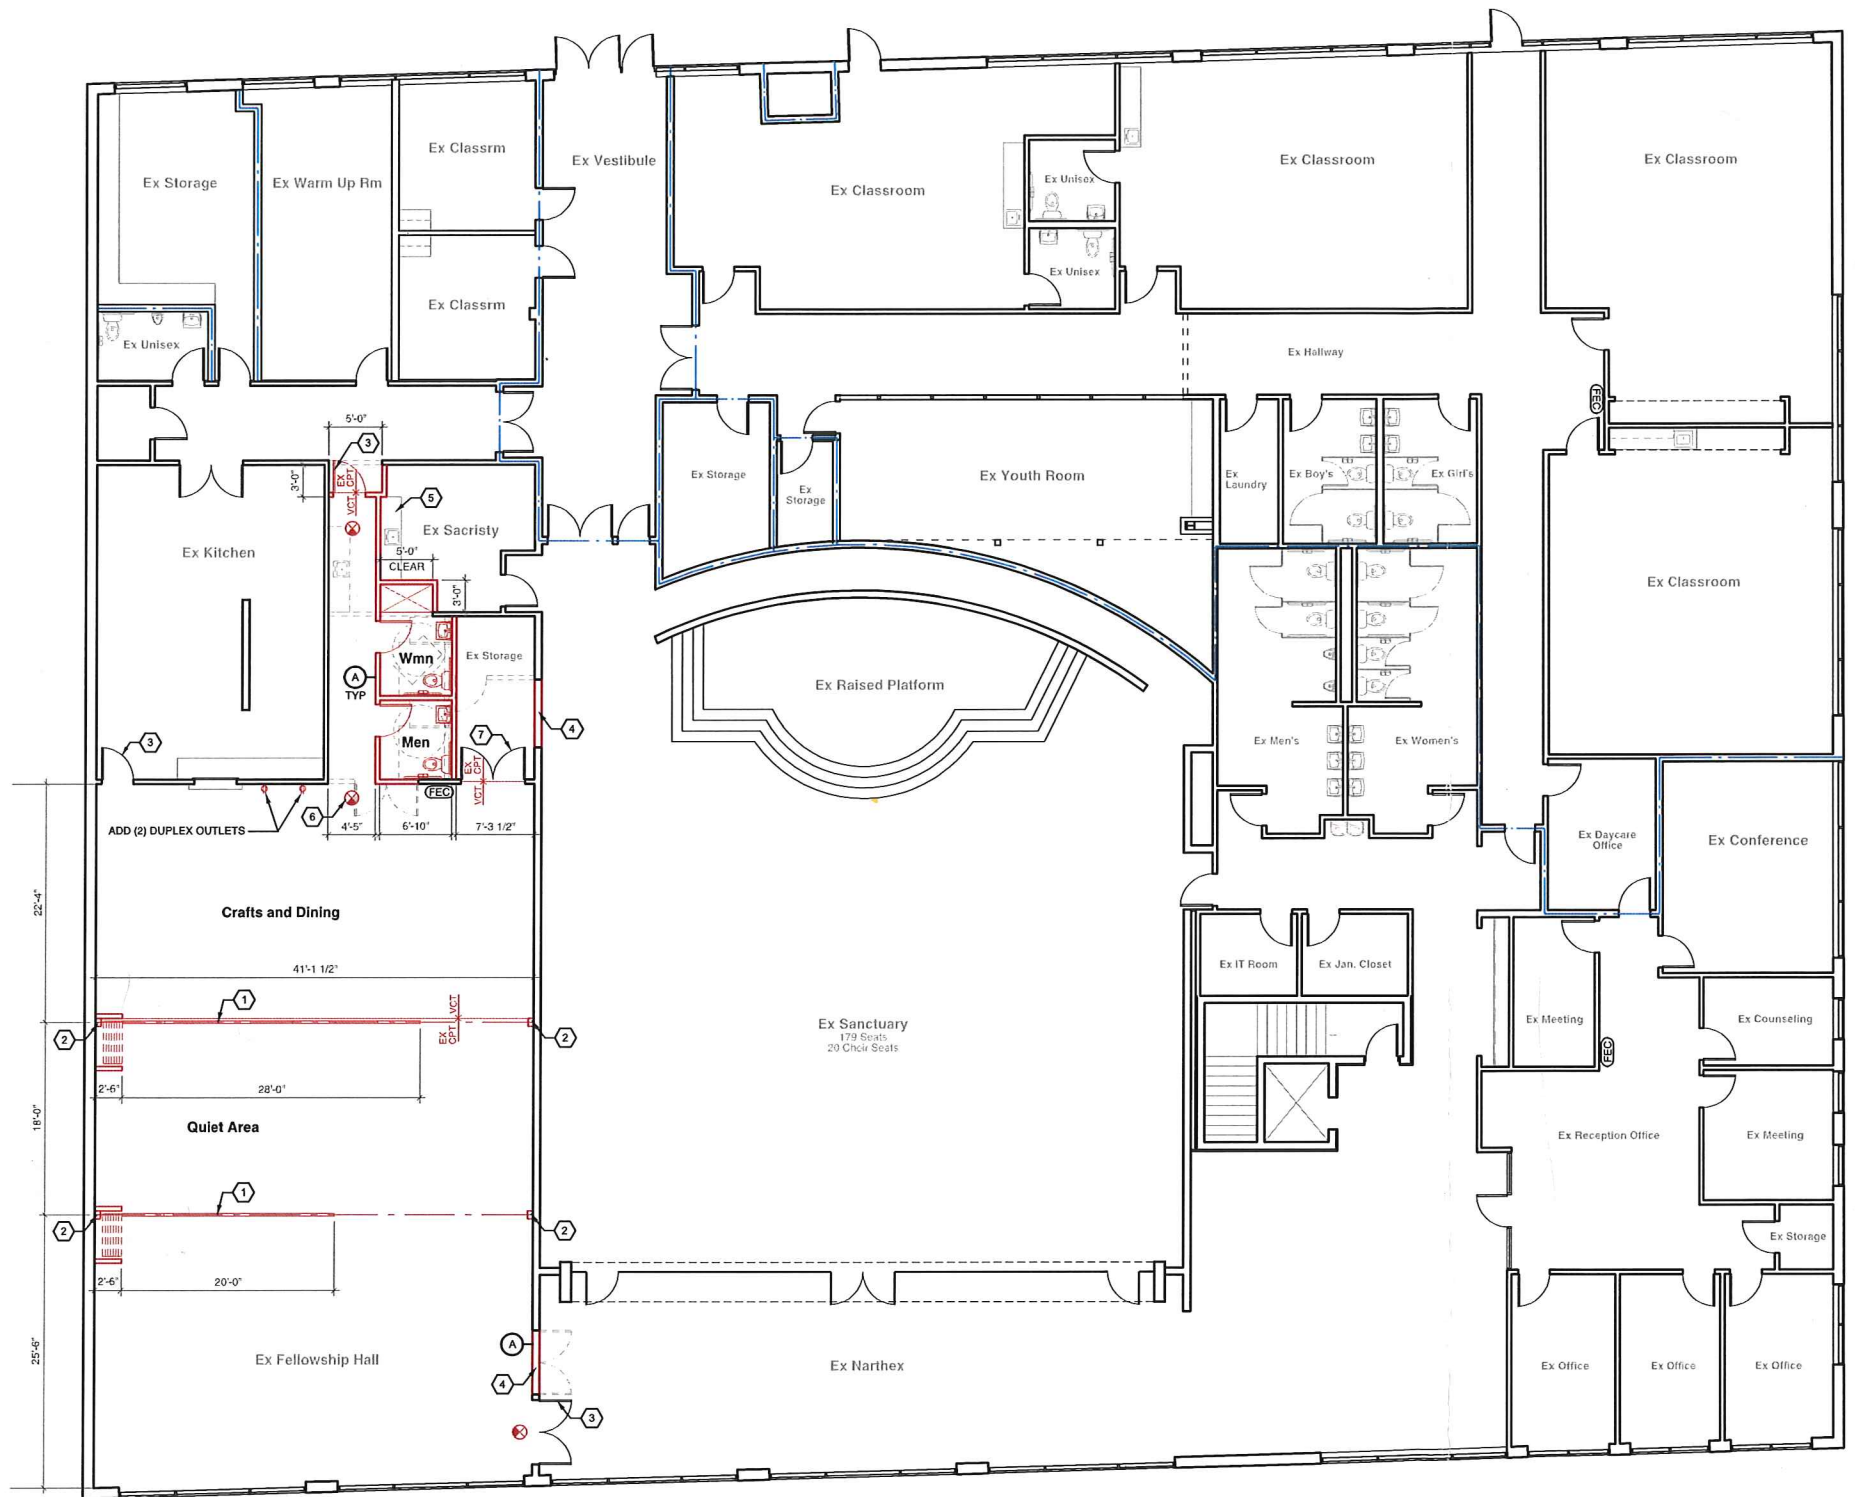 Ex Classrm
Ex Vestibule
Ex Storage
Ex Warm Up Rm
Ex Classroom
Ex Unisex
Ex Classroom
Ex Classroom
Ex Unisex
Ex Classrm
Ex Unisex
Ex Hallway
FEC
5'-0"
3
3'-0"
EX
CPT
VCT
5
Ex Sacristy
5'-0"
CLEAR
3'-0"
Ex Kitchen
Ex Storage
Ex
Storage
Ex Youth Room
Ex
Laundry
Ex Boy's
Ex Girl's
Ex Classroom
Wmn
A
TYP
Ex Storage
4
Men
7
3
EX
CPT
VCT
FEC
6
ADD (2) DUPLEX OUTLETS
4'-5"
6'-10"
7'-3 1/2"
Ex Raised Platform
Ex Men's
Ex Women's
Ex Daycare
Office
Ex Conference
22'-4"
Crafts and Dining
41'-1 1/2"
1
VCT
EX
CPT
2
2
2'-6"
28'-0"
Ex Sanctuary
179 Seats
20 Choir Seats
Ex IT Room
Ex Jan. Closet
Ex Meeting
Ex Counseling
FEC
18'-0"
Quiet Area
Ex Reception Office
Ex Meeting
1
2
2
2'-6"
20'-0"
Ex Storage
25'-6"
Ex Fellowship Hall
A
4
3
Ex Narthex
Ex Office
Ex Office
Ex Office